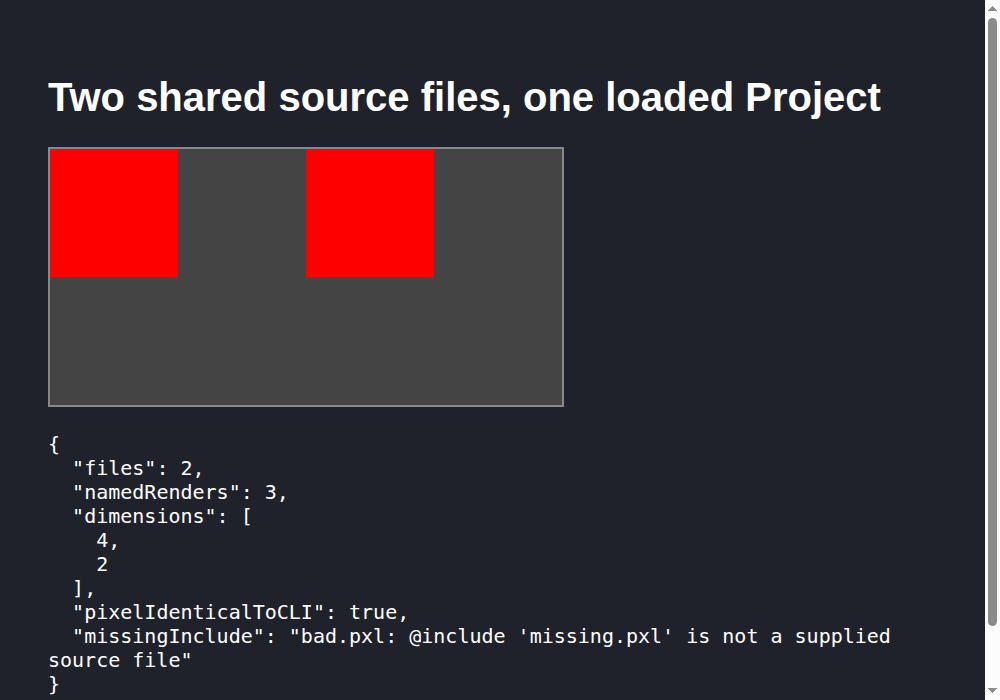 Two shared source files, one loaded Project
{
  "files": 2,
  "namedRenders": 3,
  "dimensions": [
    4,
    2
  ],
  "pixelIdenticalToCLI": true,
  "missingInclude": "bad.pxl: @include 'missing.pxl' is not a supplied
source file"
}